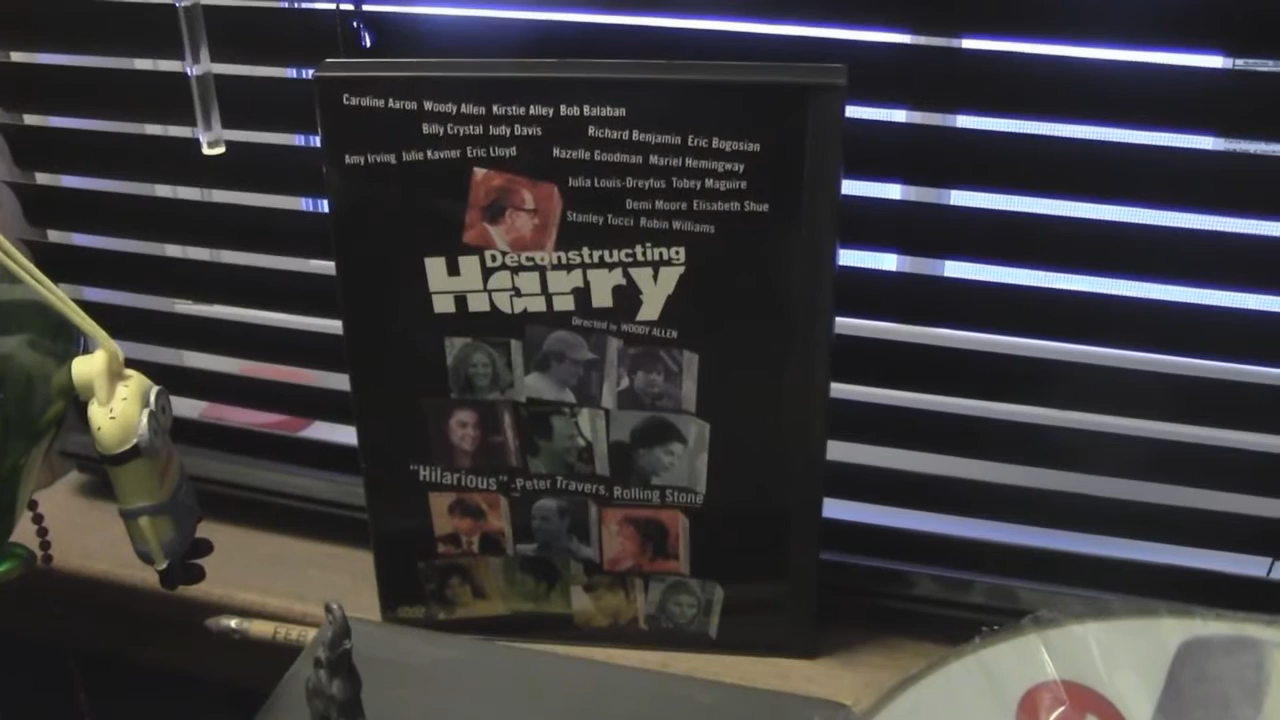 Caroline Aaron Woody Allen Kirstie Alley Bob Balaban
Billy Crystal Judy Davis Richard Benjamin Eric Bogosian
Amy Irving Julie Kavner Eric Lloyd Hazelle Goodman Mariel Hemingway
Julia Louis-Dreyfus Tobey Maguire
Demi Moore Elisabeth Shue
Stanley Tucci Robin Williams
Deconstructing
Harry
Directed by WOODY ALLEN
"Hilarious" -Peter Travers, Rolling Stone
DVD
FEB